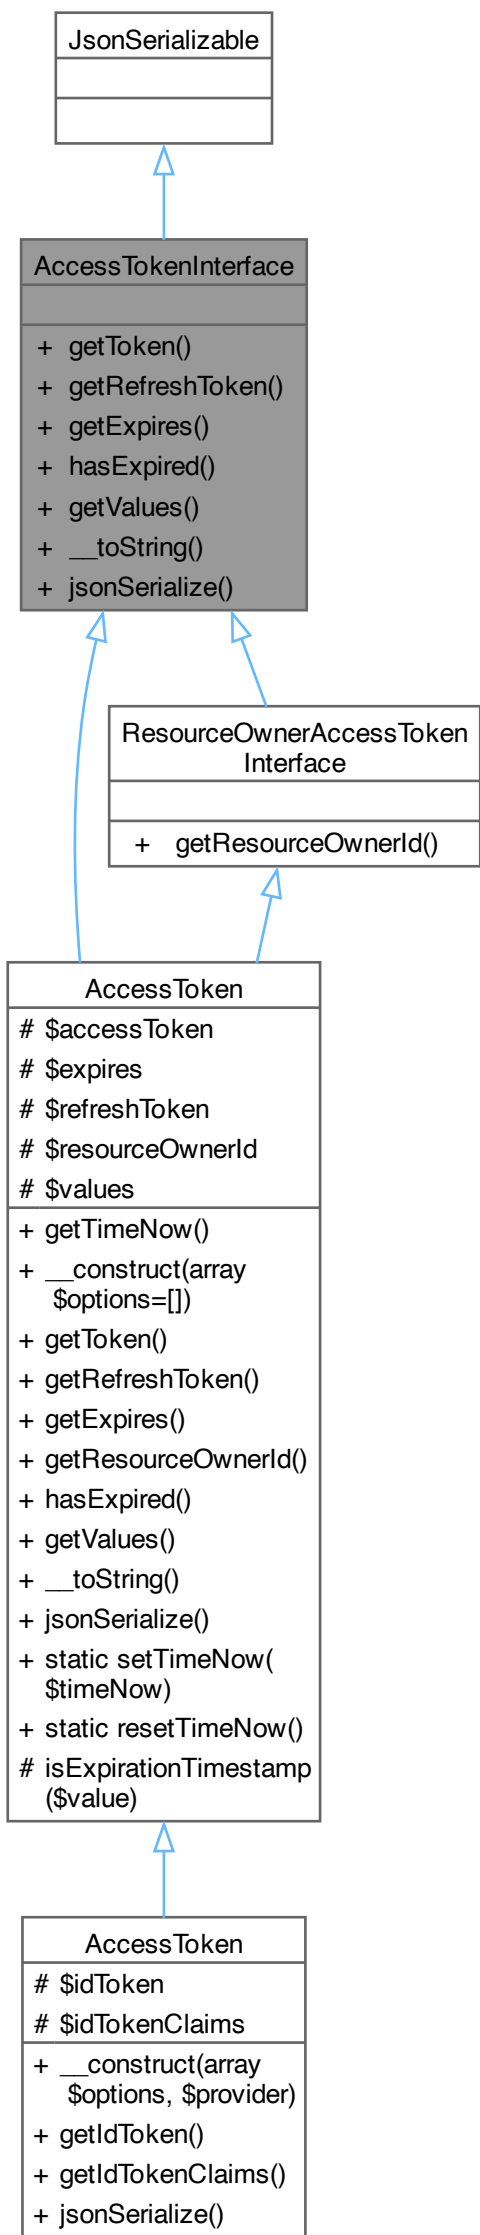 JsonSerializable
AccessTokenInterface
+ getToken()
+ getRefreshToken()
+ getExpires()
+ hasExpired()
+ getValues()
+ __toString()
+ jsonSerialize()
ResourceOwnerAccessToken
Interface
+ getResourceOwnerId()
AccessToken
# $accessToken
# $expires
# $refreshToken
# $resourceOwnerId
# $values
+ getTimeNow()
+ __construct(array
$options=[])
+ getToken()
+ getRefreshToken()
+ getExpires()
+ getResourceOwnerId()
+ hasExpired()
+ getValues()
+ __toString()
+ jsonSerialize()
+ static setTimeNow(
$timeNow)
+ static resetTimeNow()
# isExpirationTimestamp
($value)
AccessToken
# $idToken
# $idTokenClaims
+ __construct(array
$options, $provider)
+ getIdToken()
+ getIdTokenClaims()
+ jsonSerialize()